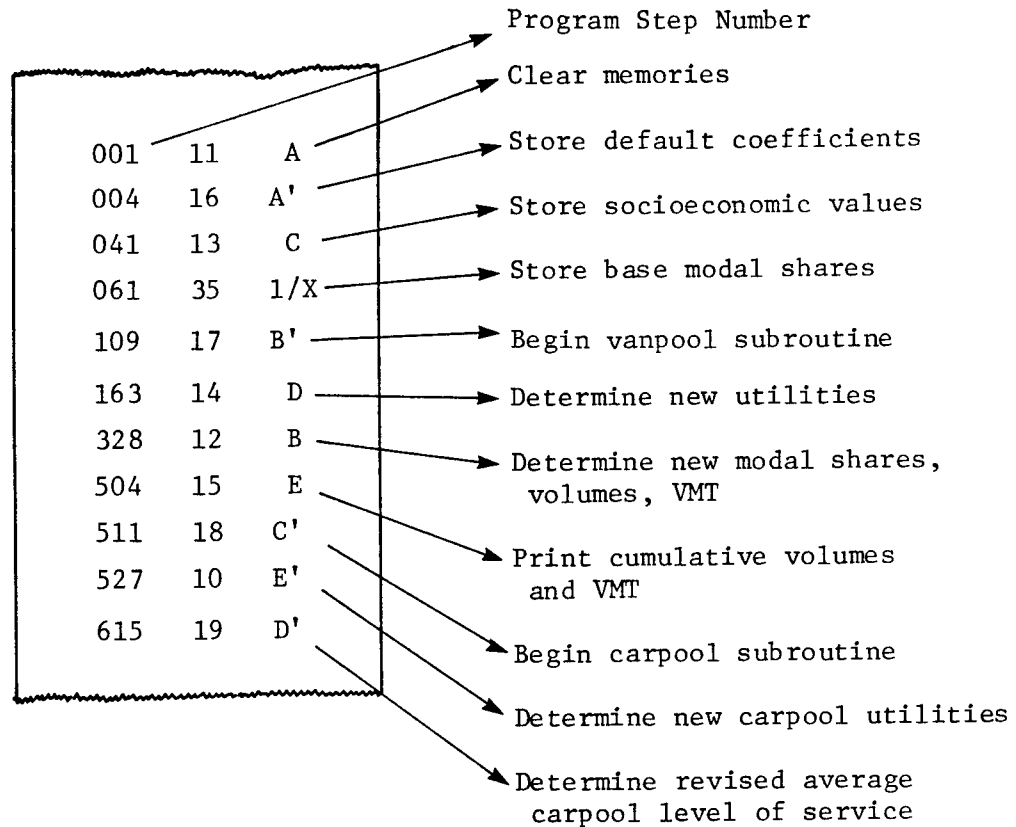 Program Step Number
Clear memories
001 11 A
Store default coefficients
004 16 A'
Store socioeconomic values
041 13 C
Store base modal shares
061 35 1/X
Begin vanpool subroutine
109 17 B'
Determine new utilities
163 14 D
328 12 B
Determine new modal shares,
volumes, VMT
504 15 E
511 18 C'
Print cumulative volumes
and VMT
527 10 E'
615 19 D'
Begin carpool subroutine
Determine new carpool utilities
Determine revised average
carpool level of service